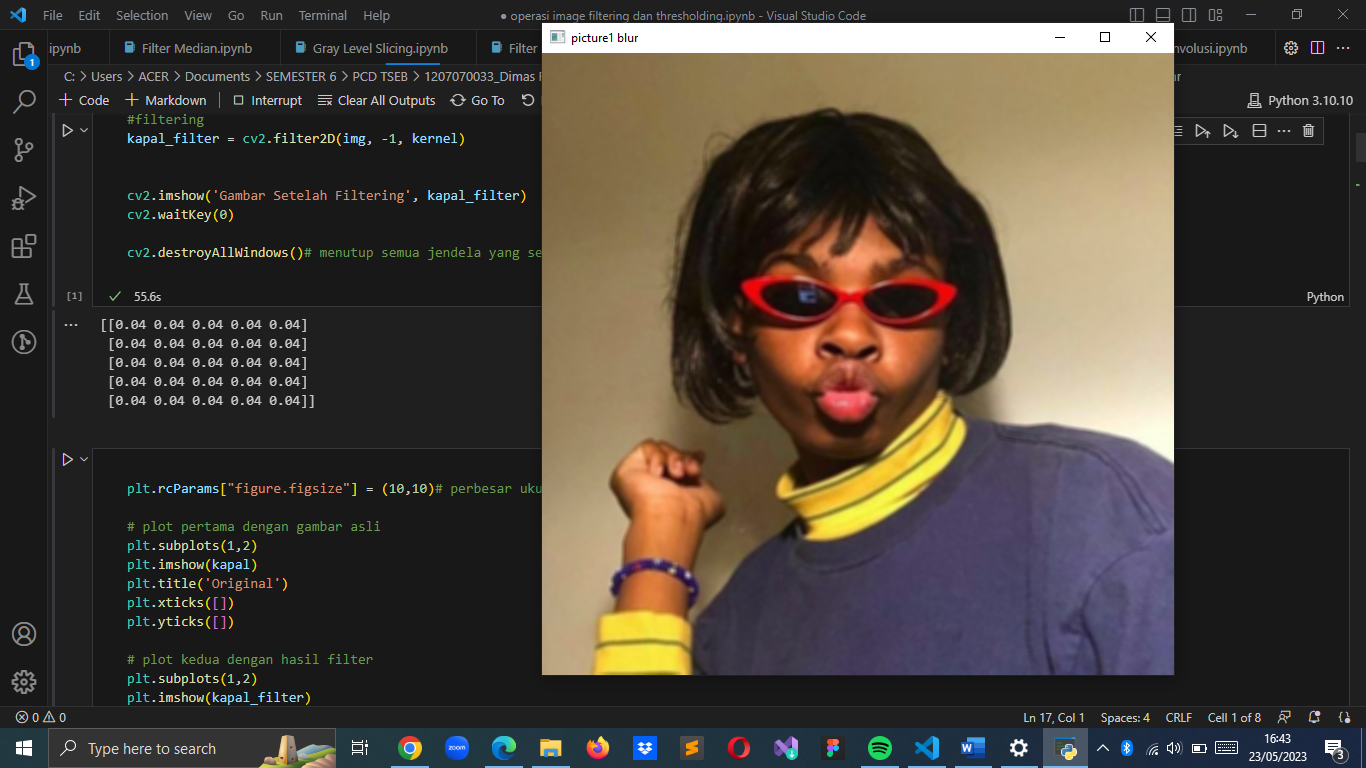 File Edit Selection View Go Run Terminal Help
● operasi image filtering dan thresholding.ipynb - Visual Studio Code
.ipynb
Filter Median.ipynb
Gray Level Slicing.ipynb
Filter
nvolusi.ipynb
C: > Users > ACER > Documents > SEMESTER 6 > PCD TSEB > 1207070033_Dimas
ur
+ Code + Markdown Interrupt Clear All Outputs Go To
Python 3.10.10
picture1 blur
#filtering
kapal_filter = cv2.filter2D(img, -1, kernel)
cv2.imshow('Gambar Setelah Filtering', kapal_filter)
cv2.waitKey(0)
cv2.destroyAllWindows()# menutup semua jendela yang se
[1] ✓ 55.6s
Python
... [[0.04 0.04 0.04 0.04 0.04]
[0.04 0.04 0.04 0.04 0.04]
[0.04 0.04 0.04 0.04 0.04]
[0.04 0.04 0.04 0.04 0.04]
[0.04 0.04 0.04 0.04 0.04]]
plt.rcParams["figure.figsize"] = (10,10)# perbesar uku
# plot pertama dengan gambar asli
plt.subplots(1,2)
plt.imshow(kapal)
plt.title('Original')
plt.xticks([])
plt.yticks([])
# plot kedua dengan hasil filter
plt.subplots(1,2)
plt.imshow(kapal_filter)
0 0
Ln 17, Col 1 Spaces: 4 CRLF Cell 1 of 8
Type here to search
zoom
16:43
23/05/2023
3
1